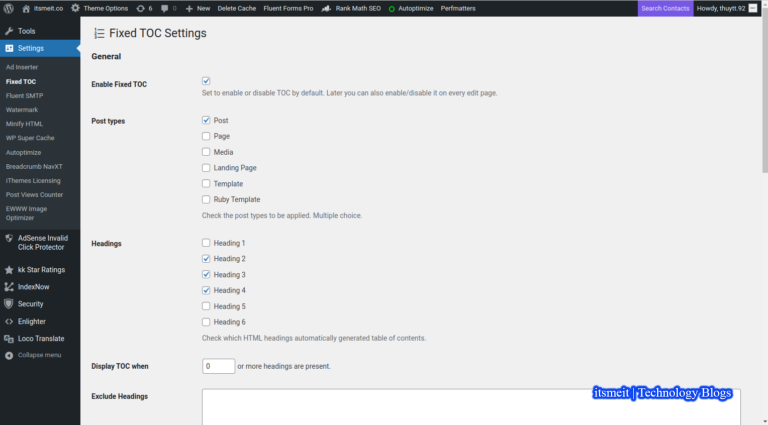 itsmeit.co
Theme Options
6
0
New
Delete Cache
Fluent Forms Pro
Rank Math SEO
Autoptimize
Perfmatters
Search Contacts
Howdy, thuytt.92
Tools
Settings
Ad Inserter
Fixed TOC
Fluent SMTP
Watermark
Minify HTML
WP Super Cache
Autoptimize
Breadcrumb NavXT
iThemes Licensing
Post Views Counter
EWWW Image
Optimizer
AdSense Invalid
Click Protector
kk Star Ratings
IndexNow
Security
Enlighter
Loco Translate
Collapse menu
Fixed TOC Settings
General
Enable Fixed TOC
Set to enable or disable TOC by default. Later you can also enable/disable it on every edit page.
Post types
Post
Page
Media
Landing Page
Template
Ruby Template
Check the post types to be applied. Multiple choice.
Headings
Heading 1
Heading 2
Heading 3
Heading 4
Heading 5
Heading 6
Check which HTML headings automatically generated table of contents.
Display TOC when
0 or more headings are present.
Exclude Headings
itsmeit | Technology Blogs